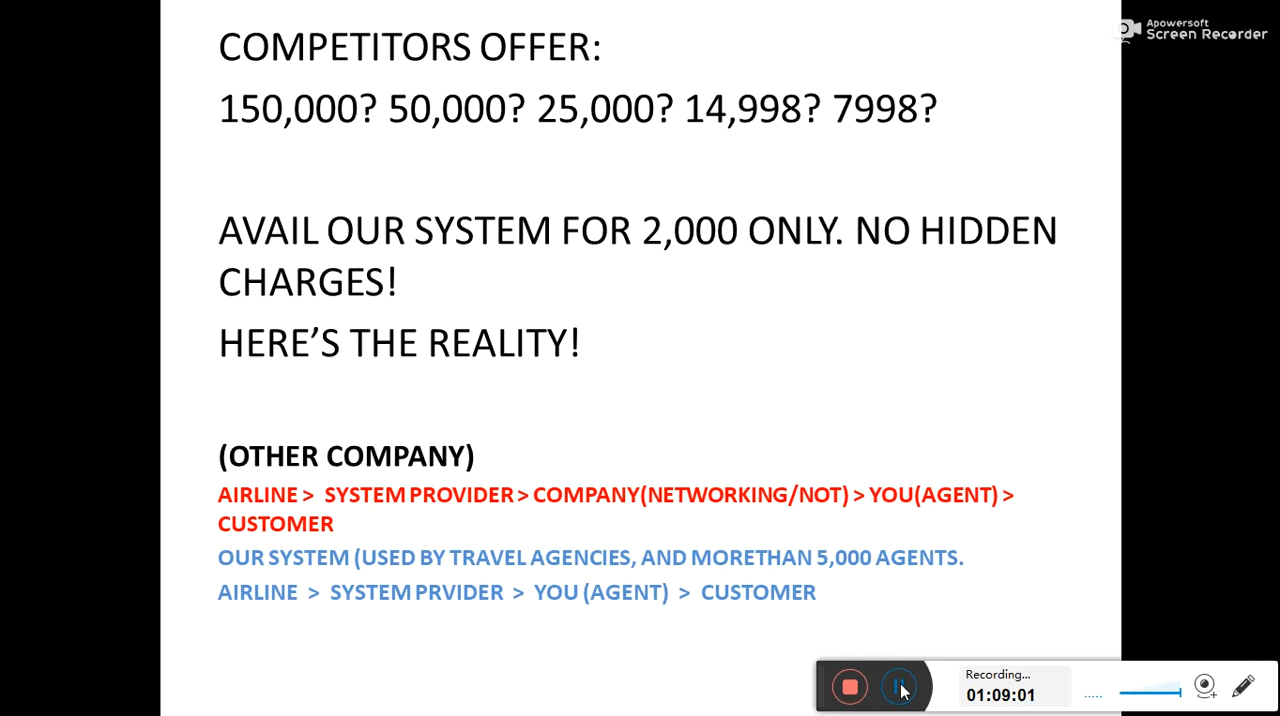 Apowersoft
Screen Recorder
COMPETITORS OFFER:
150,000? 50,000? 25,000? 14,998? 7998?
AVAIL OUR SYSTEM FOR 2,000 ONLY. NO HIDDEN
CHARGES!
HERE’S THE REALITY!
(OTHER COMPANY)
AIRLINE > SYSTEM PROVIDER > COMPANY(NETWORKING/NOT) > YOU(AGENT) >
CUSTOMER
OUR SYSTEM (USED BY TRAVEL AGENCIES, AND MORETHAN 5,000 AGENTS.
AIRLINE > SYSTEM PRVIDER > YOU (AGENT) > CUSTOMER
Recording...
01:09:01